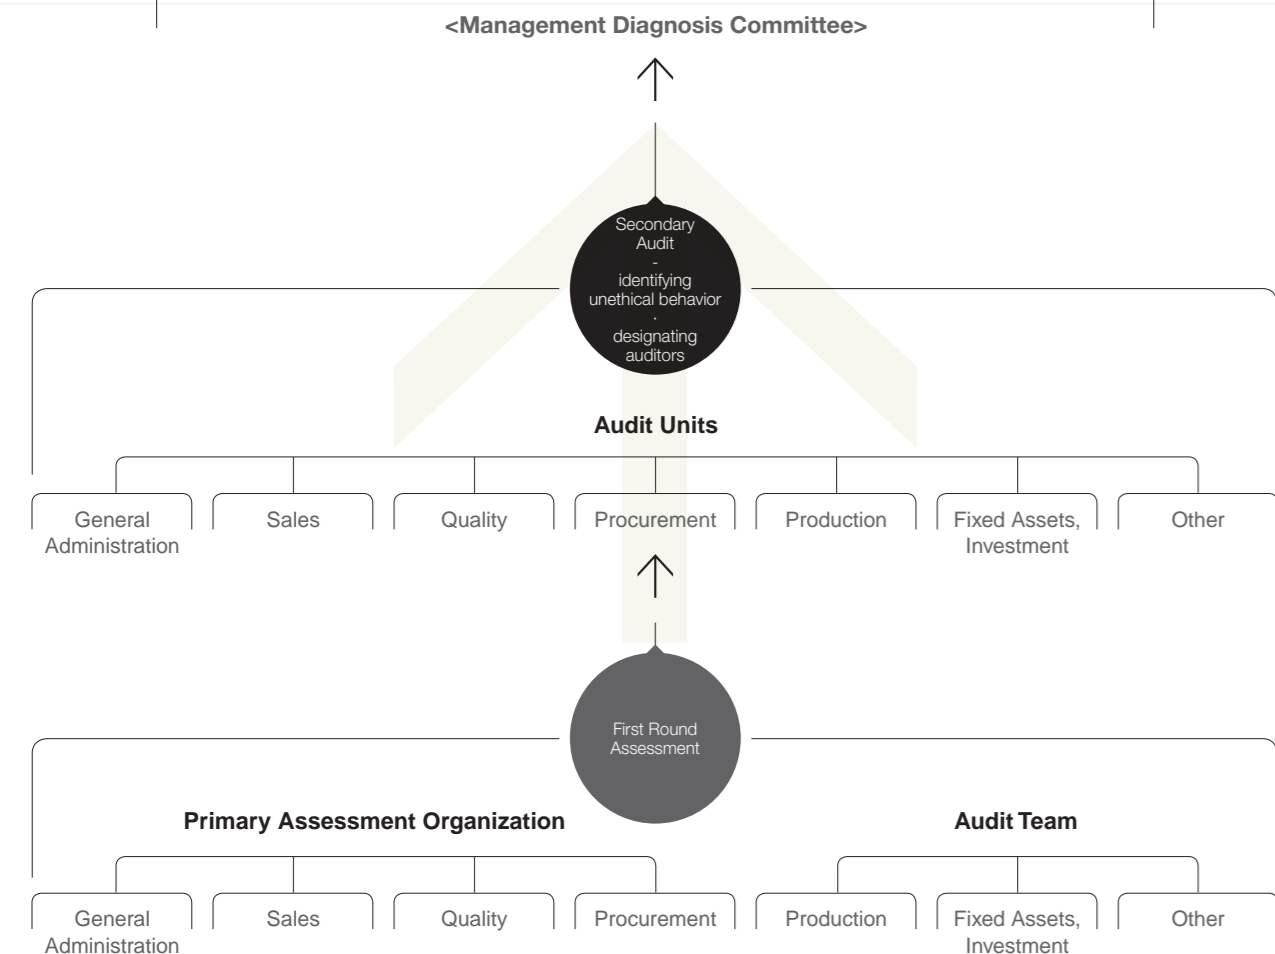 <Management Diagnosis Committee>
Secondary
Audit
-
identifying
unethical behavior
·
designating
auditors
Audit Units
General
Administration
Sales
Quality
Procurement
Production
Fixed Assets,
Investment
Other
First Round
Assessment
Primary Assessment Organization
Audit Team
General
Administration
Sales
Quality
Procurement
Production
Fixed Assets,
Investment
Other